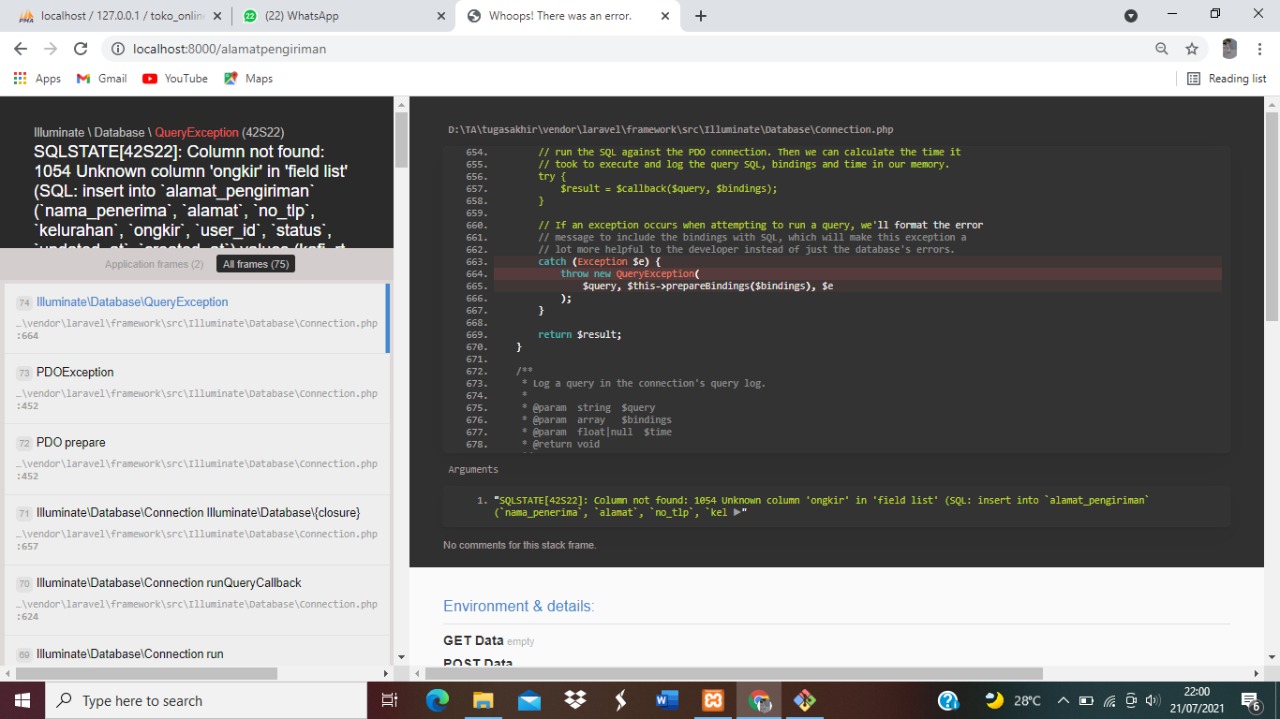 localhost / 127.0.0.1 / toko_online
(22) WhatsApp
Whoops! There was an error.
localhost:8000/alamatpengiriman
Apps
Gmail
YouTube
Maps
Reading list
Illuminate \ Database \ QueryException (42S22)
SQLSTATE[42S22]: Column not found:
1054 Unknown column 'ongkir' in 'field list'
(SQL: insert into `alamat_pengiriman`
(`nama_penerima`, `alamat`, `no_tlp`,
`kelurahan`, `ongkir`, `user_id`, `status`,
`updated_at`, `created_at`) values (kafi, rt
Application frames (2)
All frames (75)
74 Illuminate\Database\QueryException
…\vendor\laravel\framework\src\Illuminate\Database\Connection.php
:664
73 PDOException
…\vendor\laravel\framework\src\Illuminate\Database\Connection.php
:452
72 PDO prepare
…\vendor\laravel\framework\src\Illuminate\Database\Connection.php
:452
71 Illuminate\Database\Connection Illuminate\Database\{closure}
…\vendor\laravel\framework\src\Illuminate\Database\Connection.php
:657
70 Illuminate\Database\Connection runQueryCallback
…\vendor\laravel\framework\src\Illuminate\Database\Connection.php
:624
69 Illuminate\Database\Connection run
D:\TA\tugasakhir\vendor\laravel\framework\src\Illuminate\Database\Connection.php
654. // run the SQL against the PDO connection. Then we can calculate the time it
655. // took to execute and log the query SQL, bindings and time in our memory.
656. try {
657. $result = $callback($query, $bindings);
658. }
659.
660. // If an exception occurs when attempting to run a query, we'll format the error
661. // message to include the bindings with SQL, which will make this exception a
662. // lot more helpful to the developer instead of just the database's errors.
663. catch (Exception $e) {
664. throw new QueryException(
665. $query, $this->prepareBindings($bindings), $e
666. );
667. }
668.
669. return $result;
670. }
671.
672. /**
673. * Log a query in the connection's query log.
674. *
675. * @param string $query
676. * @param array $bindings
677. * @param float|null $time
678. * @return void
Arguments
1. "SQLSTATE[42S22]: Column not found: 1054 Unknown column 'ongkir' in 'field list' (SQL: insert into `alamat_pengiriman`
(`nama_penerima`, `alamat`, `no_tlp`, `kel ▶"
No comments for this stack frame.
Environment & details:
GET Data empty
POST Data
Type here to search
28°C
22:00
21/07/2021
6